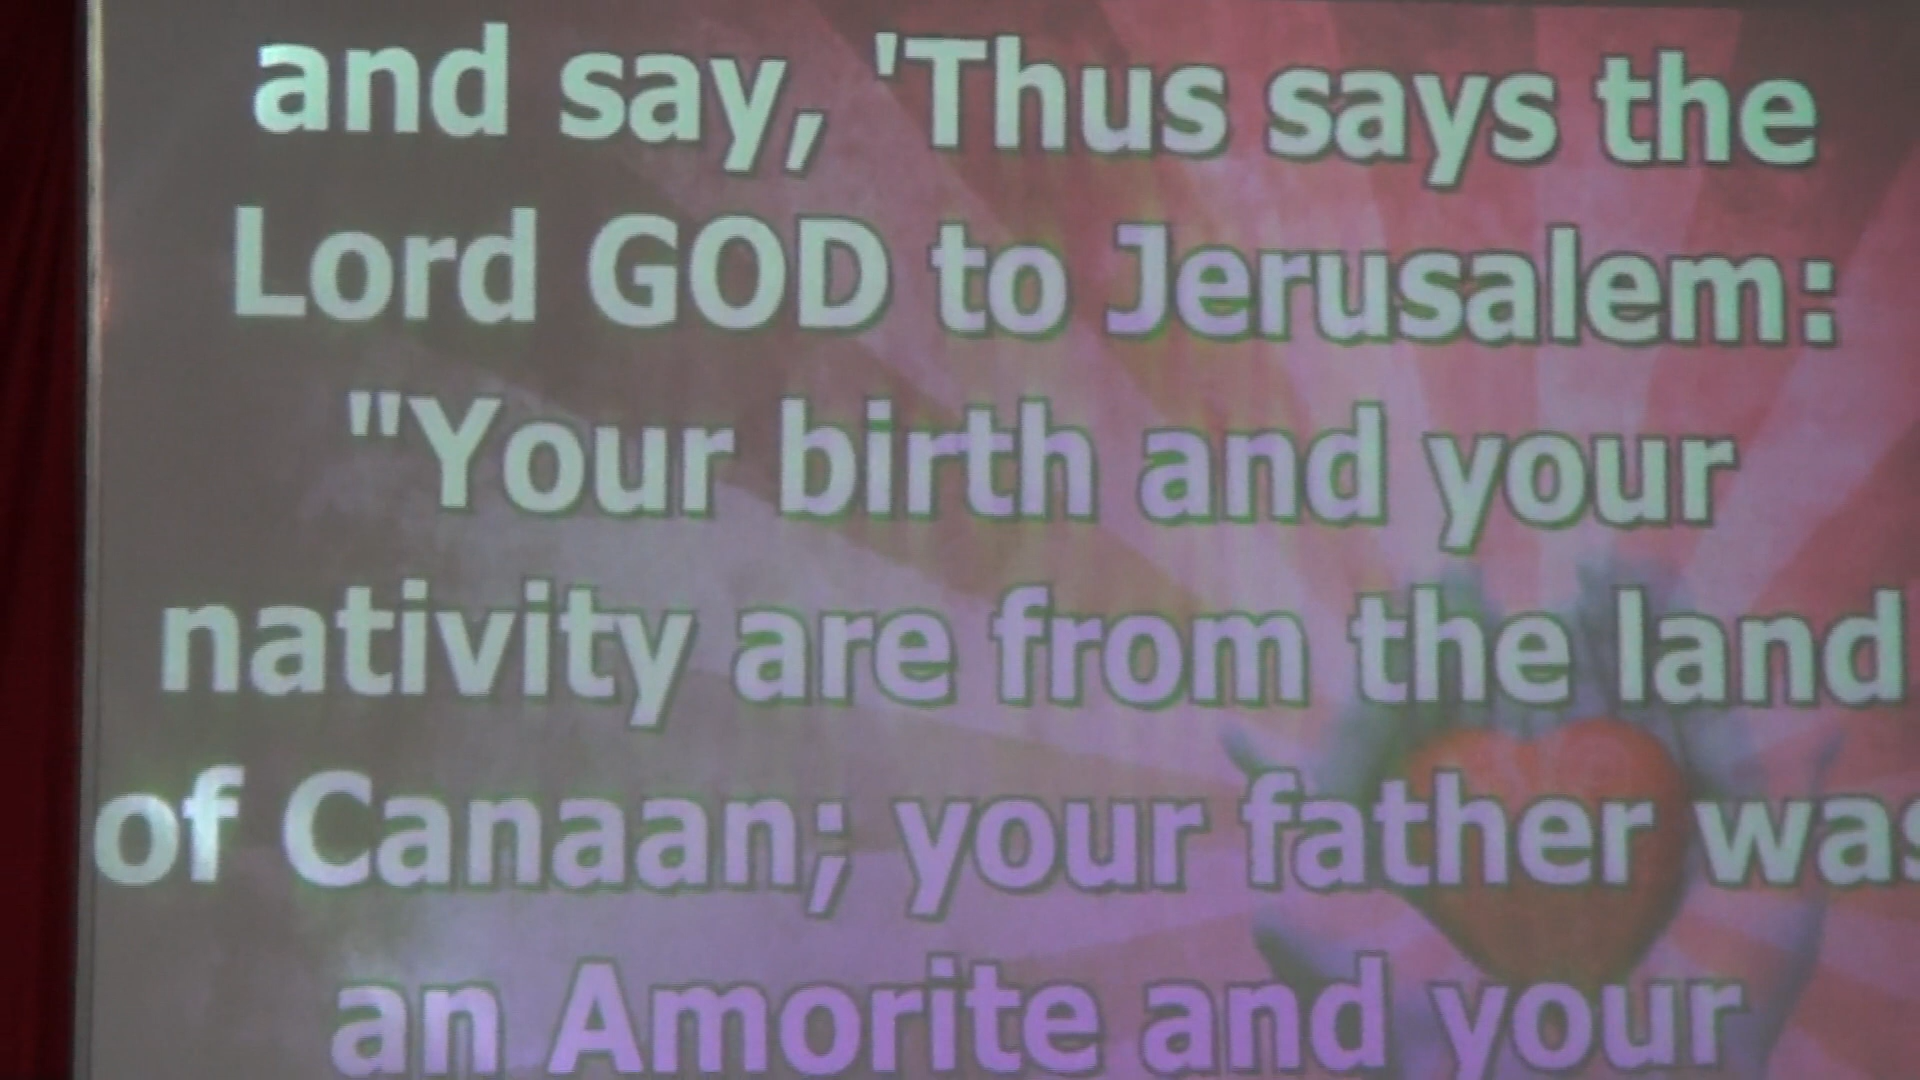 and say, 'Thus says the
Lord GOD to Jerusalem:
"Your birth and your
nativity are from the land
of Canaan; your father was
an Amorite and your